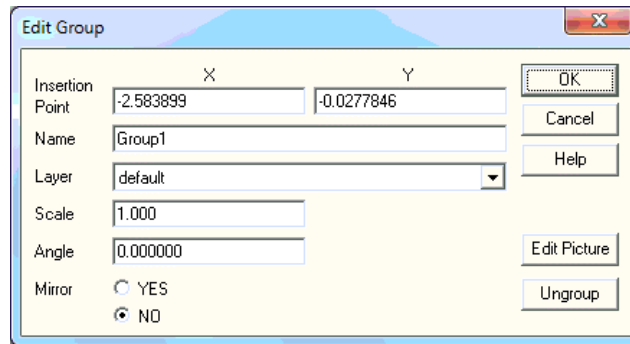 Edit Group
X Y
Insertion Point -2.583899 -0.0277846
Name Group1
Layer default
Scale 1.000
Angle 0.000000
Mirror YES
NO
OK
Cancel
Help
Edit Picture
Ungroup